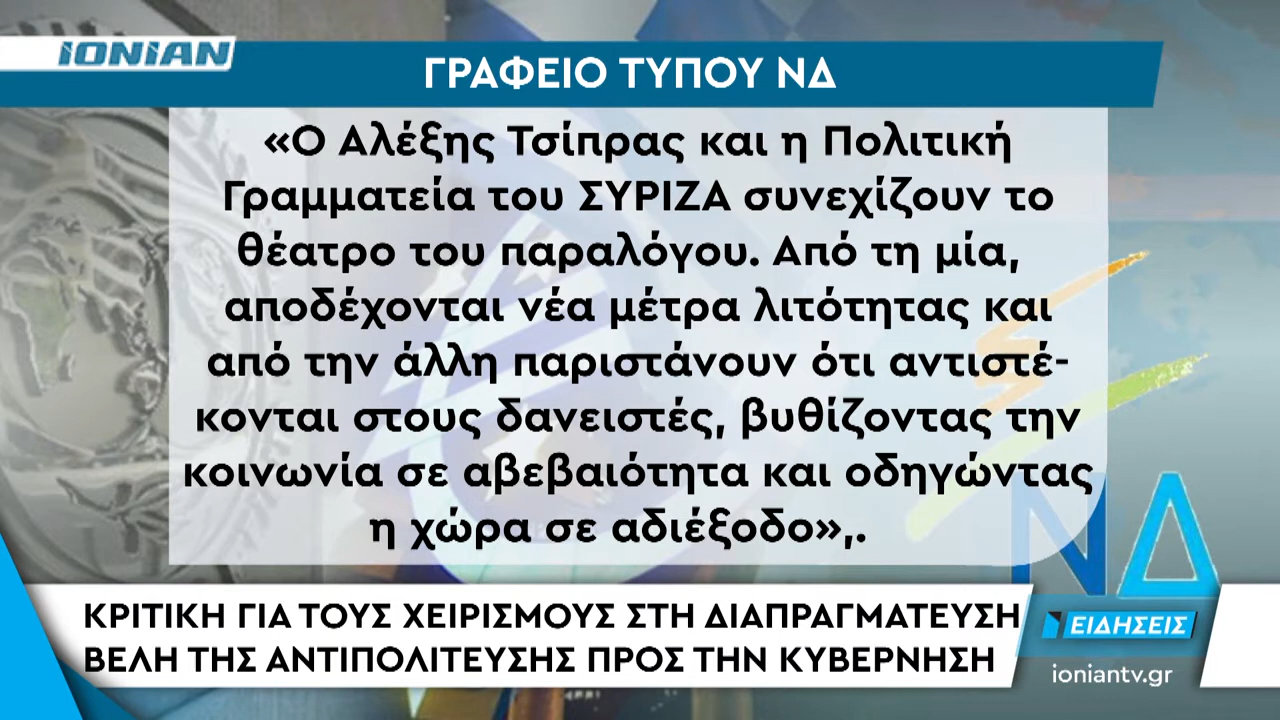 IONIAN
ΓΡΑΦΕΙΟ ΤΥΠΟΥ ΝΔ
«Ο Αλέξης Τσίπρας και η Πολιτική
Γραμματεία του ΣΥΡΙΖΑ συνεχίζουν το
θέατρο του παραλόγου. Από τη μία,
αποδέχονται νέα μέτρα λιτότητας και
από την άλλη παριστάνουν ότι αντιστέ-
κονται στους δανειστές, βυθίζοντας την
κοινωνία σε αβεβαιότητα και οδηγώντας
η χώρα σε αδιέξοδο»,.
ΝΔ
ΚΡΙΤΙΚΗ ΓΙΑ ΤΟΥΣ ΧΕΙΡΙΣΜΟΥΣ ΣΤΗ ΔΙΑΠΡΑΓΜΑΤΕΥΣΗ
ΒΕΛΗ ΤΗΣ ΑΝΤΙΠΟΛΙΤΕΥΣΗΣ ΠΡΟΣ ΤΗΝ ΚΥΒΕΡΝΗΣΗ
ΕΙΔΗΣΕΙΣ
ioniantv.gr